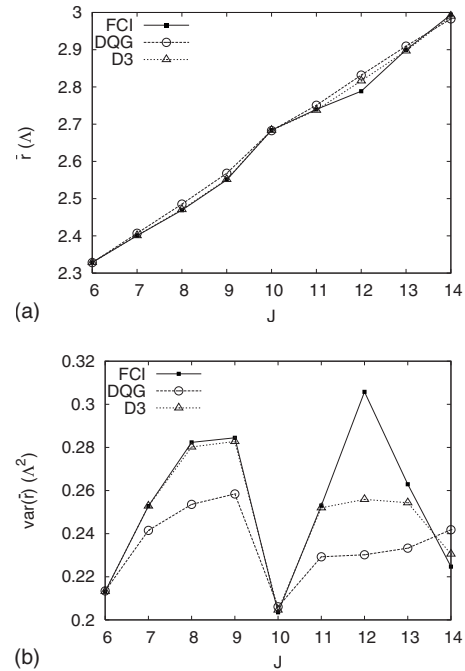 3
2.9
2.8
2.7
2.6
2.5
2.4
2.3
r̄ (Λ)
FCI
DQG
D3
6 7 8 9 10 11 12 13 14
J
(a)
0.32
0.3
0.28
0.26
0.24
0.22
0.2
var(r̄) (Λ²)
FCI
DQG
D3
6 7 8 9 10 11 12 13 14
J
(b)